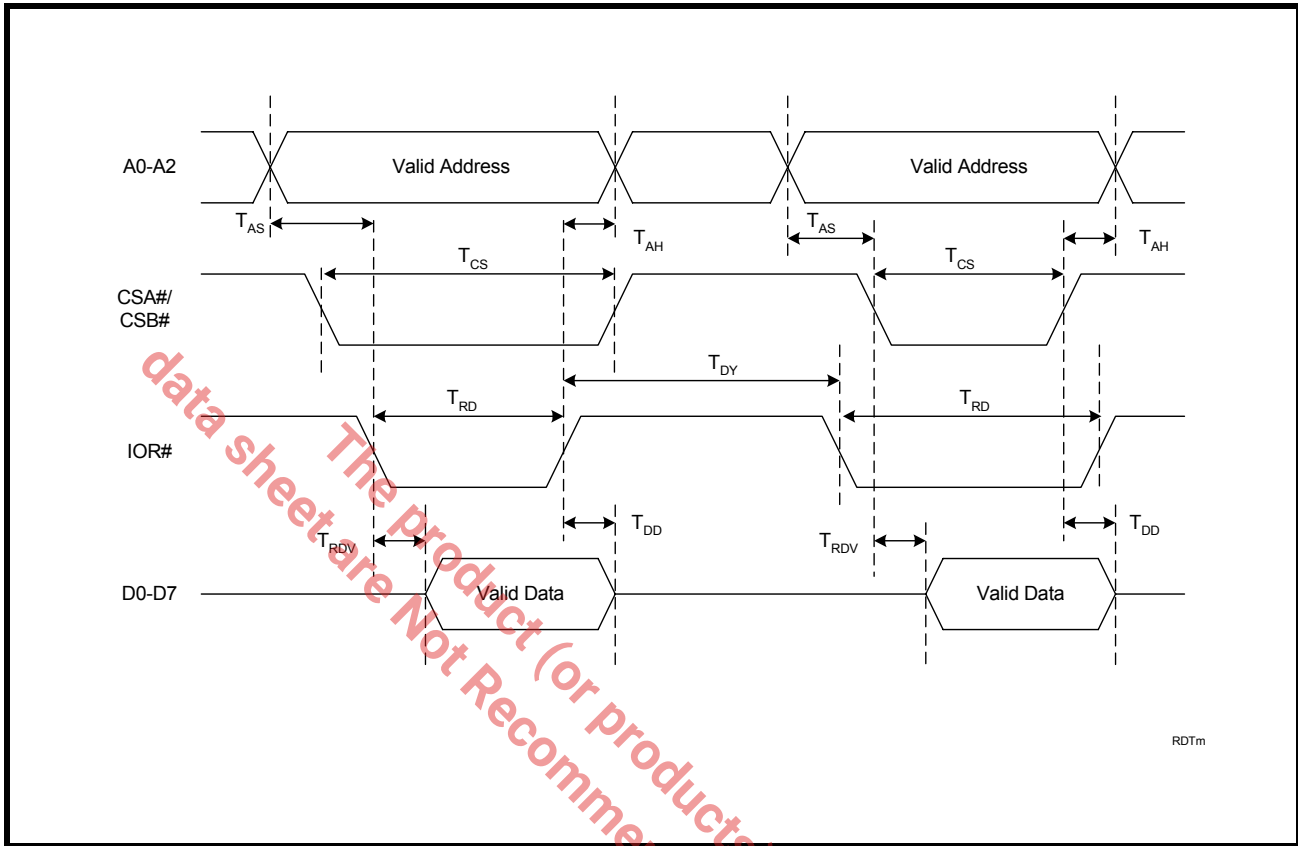 A0-A2
Valid Address
Valid Address
TAS
TAH
TAS
TAH
TCS
TCS
CSA#/
CSB#
TDY
TRD
TRD
IOR#
TRDV
TDD
TRDV
TDD
D0-D7
Valid Data
Valid Data
RDTm
The product (or products)
data sheet are Not Recomme